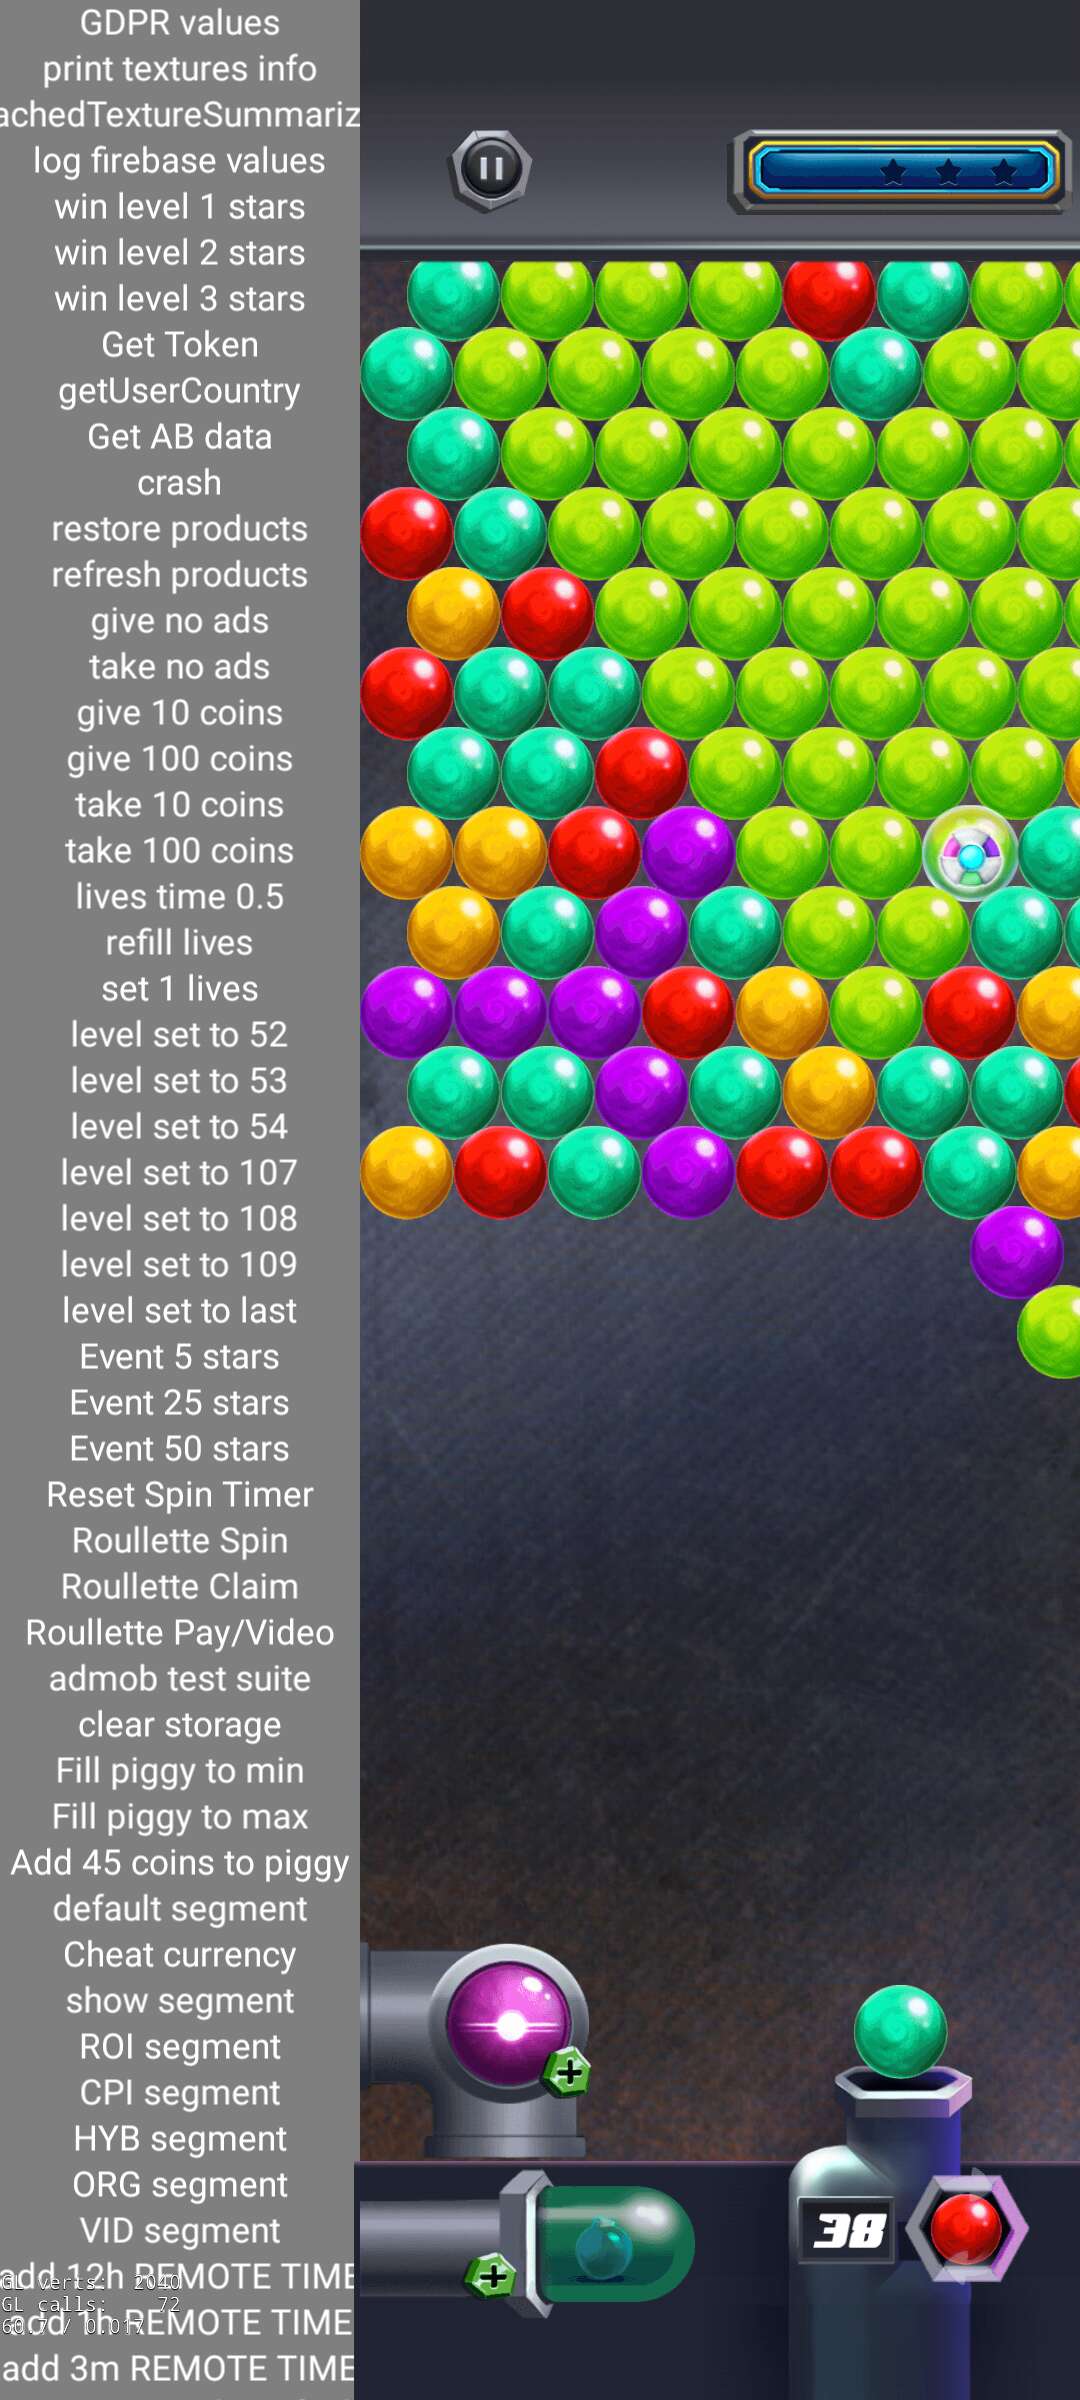 GDPR values
print textures info
achedTextureSummariz
log firebase values
win level 1 stars
win level 2 stars
win level 3 stars
Get Token
getUserCountry
Get AB data
crash
restore products
refresh products
give no ads
take no ads
give 10 coins
give 100 coins
take 10 coins
take 100 coins
lives time 0.5
refill lives
set 1 lives
level set to 52
level set to 53
level set to 54
level set to 107
level set to 108
level set to 109
level set to last
Event 5 stars
Event 25 stars
Event 50 stars
Reset Spin Timer
Roullette Spin
Roullette Claim
Roullette Pay/Video
admob test suite
clear storage
Fill piggy to min
Fill piggy to max
Add 45 coins to piggy
default segment
Cheat currency
show segment
ROI segment
CPI segment
HYB segment
ORG segment
VID segment
38
add 12h REMOTE TIME
GL verts: 2040
GL calls: 72
add 1h REMOTE TIME
60.7 / 0.017
add 3m REMOTE TIME